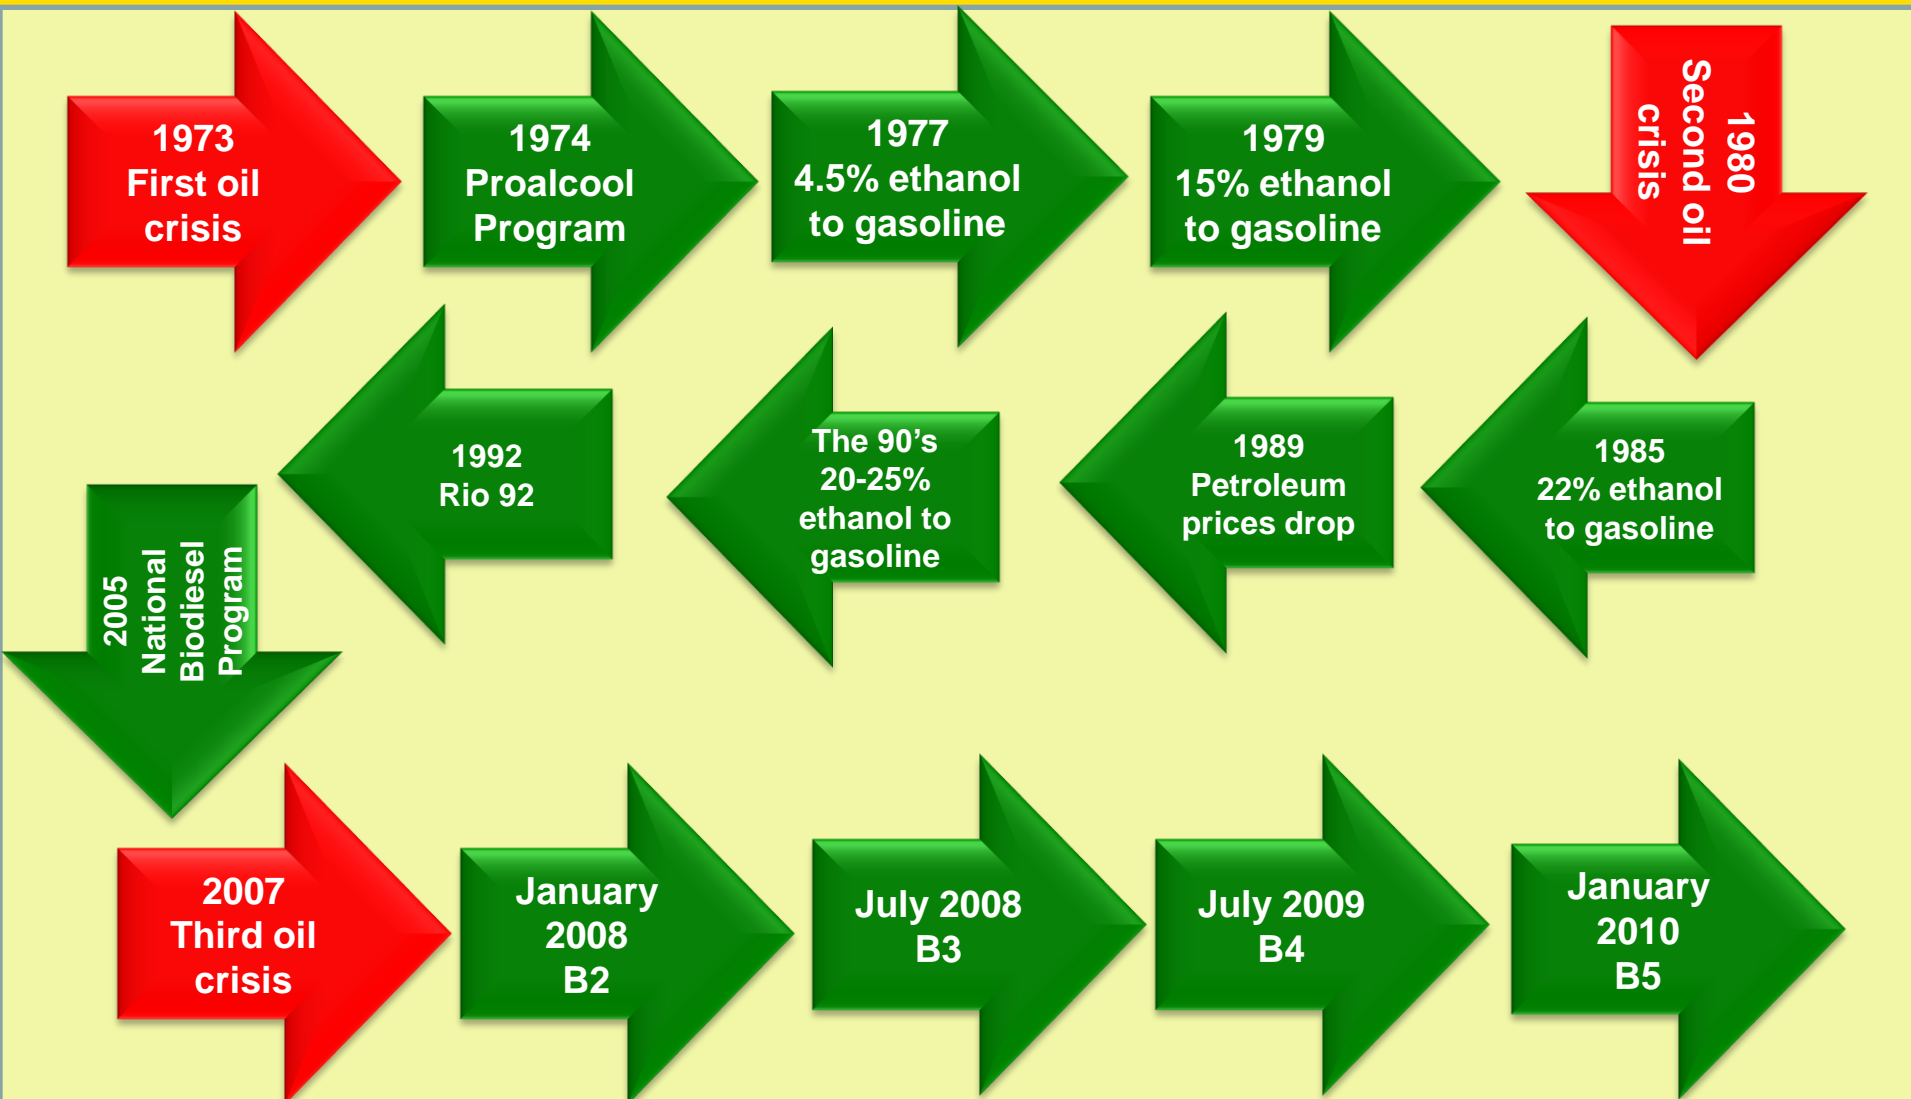 1973
First oil
crisis
1974
Proalcool
Program
1977
4.5% ethanol
to gasoline
1979
15% ethanol
to gasoline
1980
Second oil
crisis
1985
22% ethanol
to gasoline
1989
Petroleum
prices drop
The 90’s
20-25%
ethanol to
gasoline
1992
Rio 92
2005
National
Biodiesel
Program
2007
Third oil
crisis
January
2008
B2
July 2008
B3
July 2009
B4
January
2010
B5